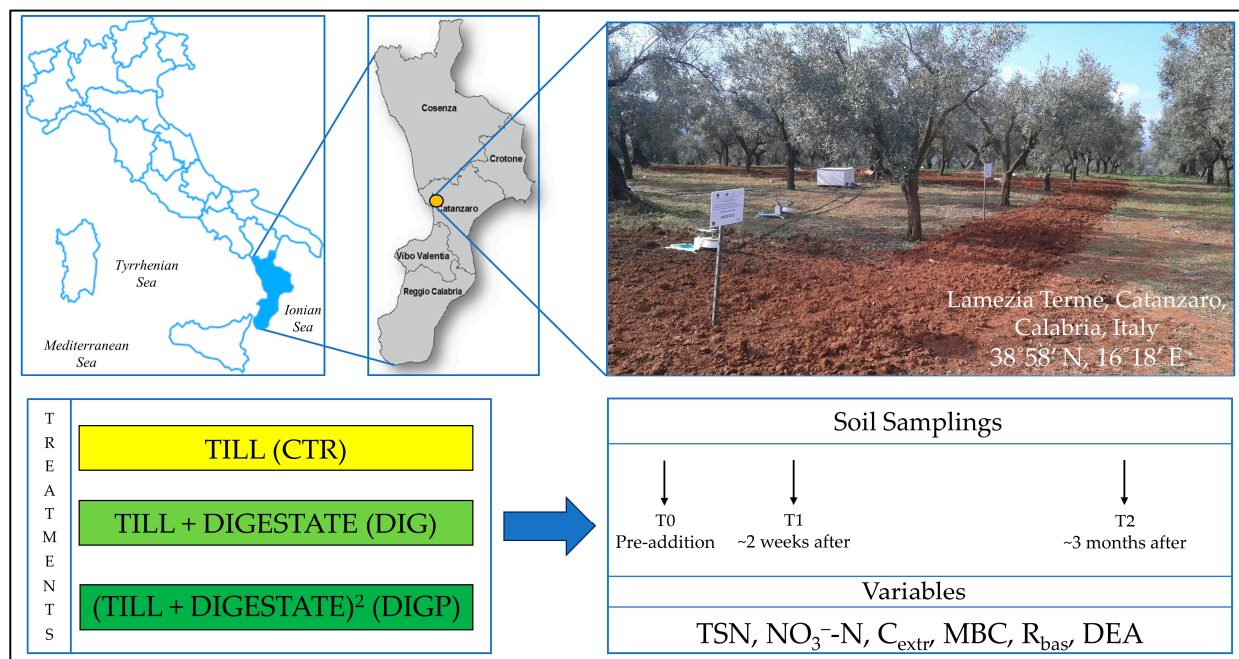 Tyrrhenian
Sea
Ionian
Sea
Mediterranean
Sea
Cosenza
Crotone
Catanzaro
Vibo Valentia
Reggio Calabria
Lamezia Terme, Catanzaro,
Calabria, Italy
38°58′ N, 16°18′ E
TREATMENTS
TILL (CTR)
TILL + DIGESTATE (DIG)
(TILL + DIGESTATE)² (DIGP)
Soil Samplings
T0
Pre-addition
T1
~2 weeks after
T2
~3 months after
Variables
TSN, NO₃⁻-N, Cextr, MBC, Rbas, DEA